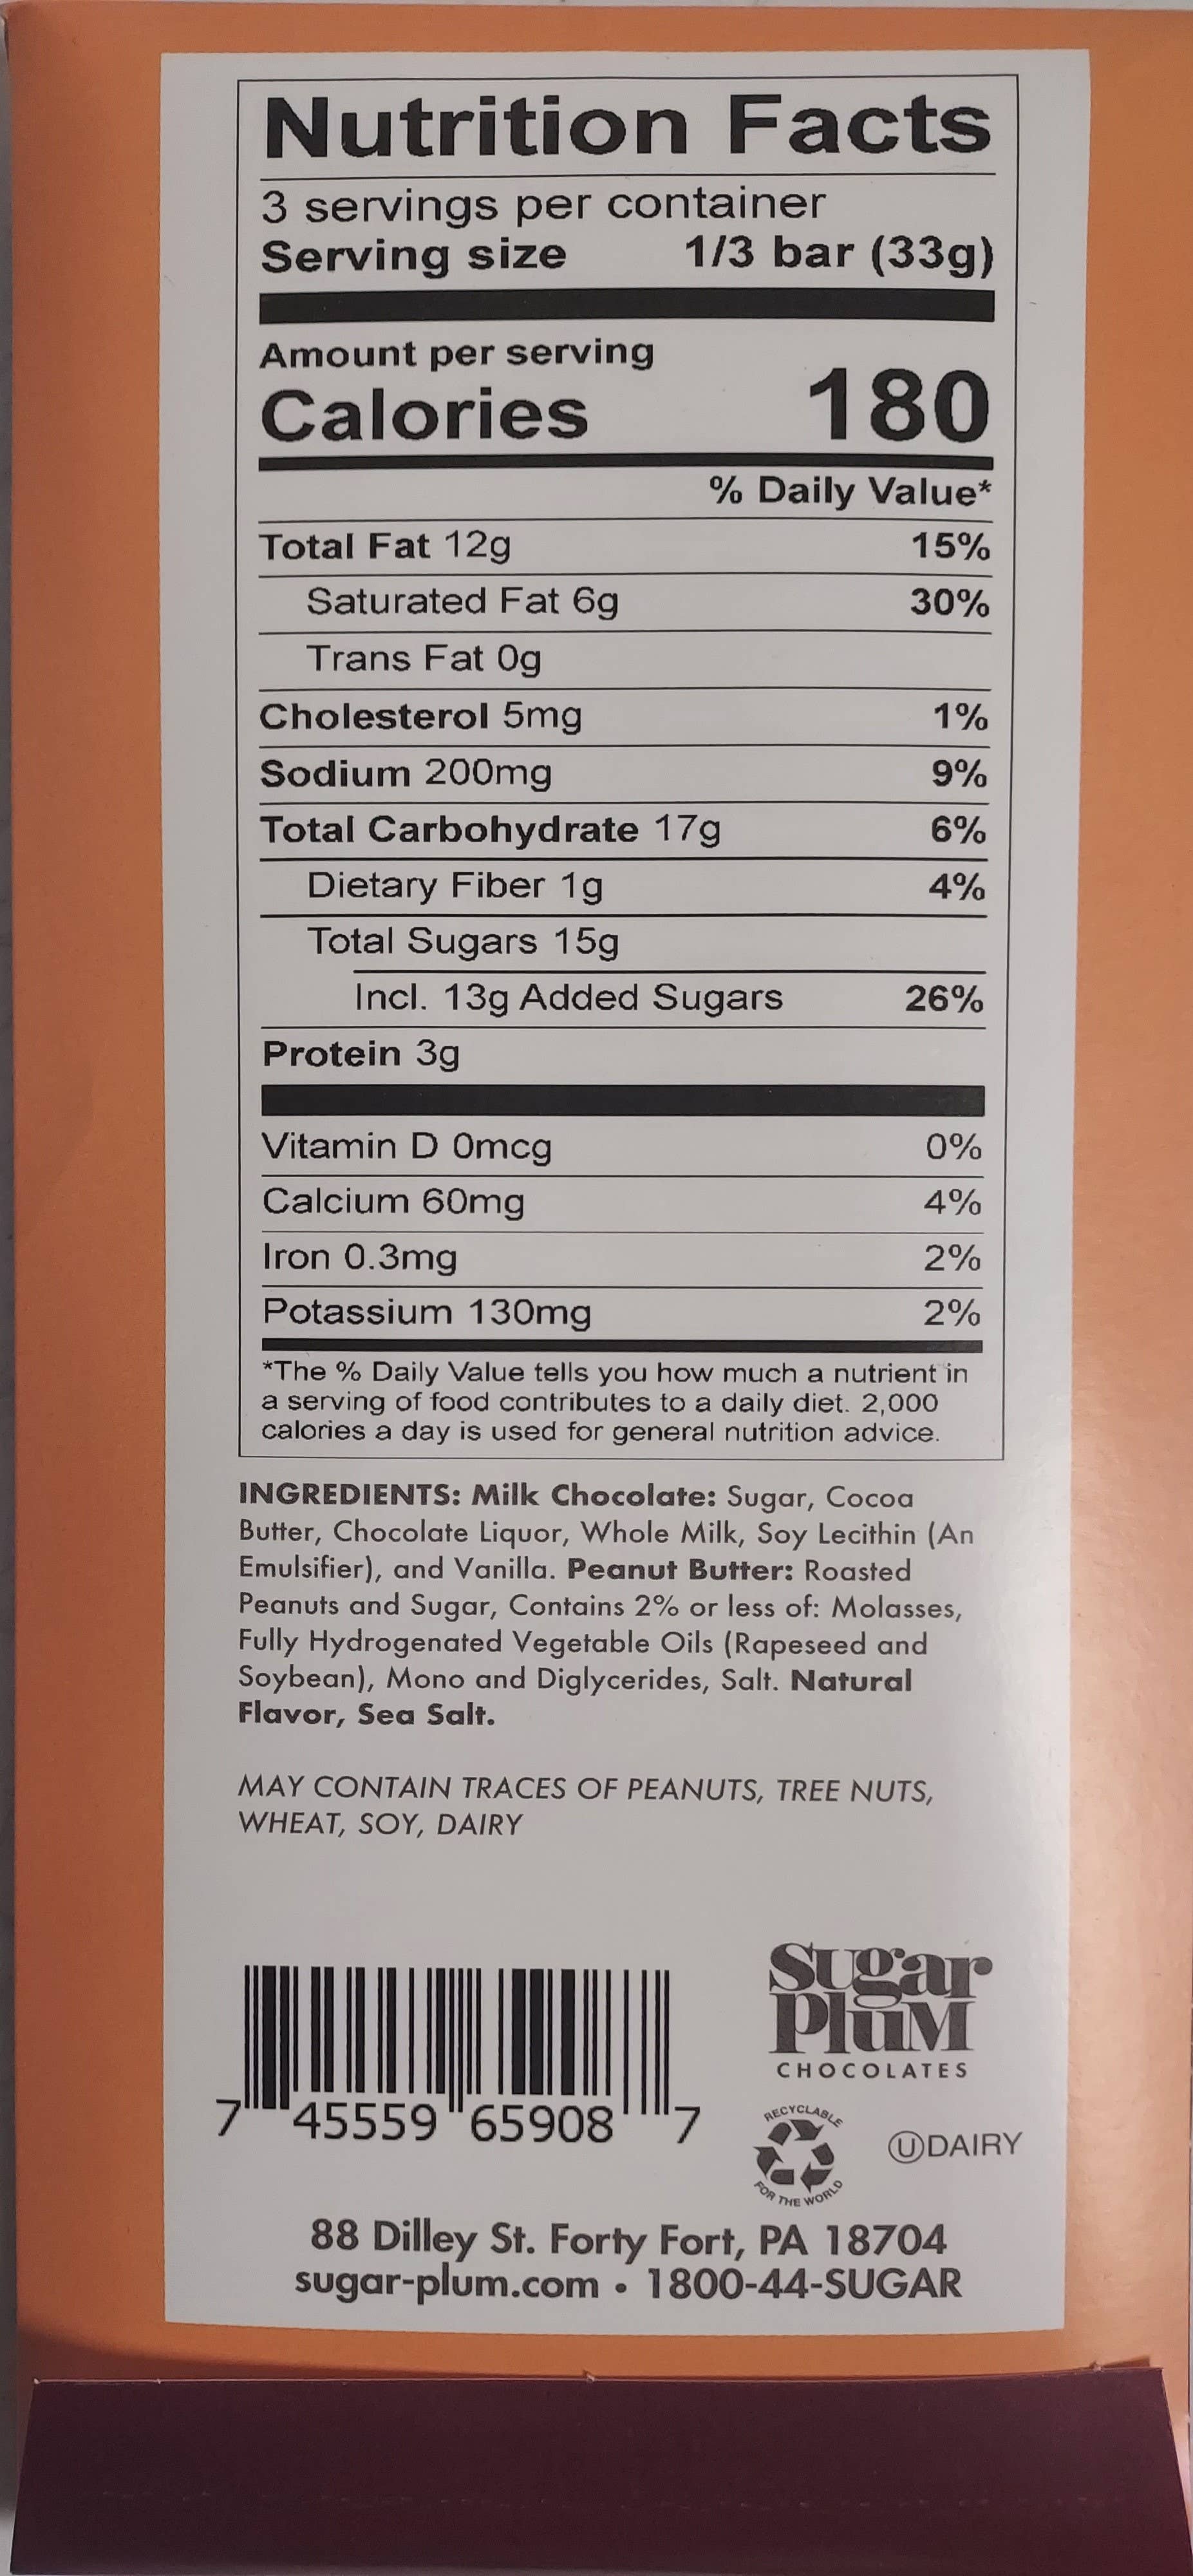 Nutrition Facts
3 servings per container
Serving size 1/3 bar (33g)
Amount per serving
Calories 180
% Daily Value*
Total Fat 12g 15%
Saturated Fat 6g 30%
Trans Fat 0g
Cholesterol 5mg 1%
Sodium 200mg 9%
Total Carbohydrate 17g 6%
Dietary Fiber 1g 4%
Total Sugars 15g
Incl. 13g Added Sugars 26%
Protein 3g
Vitamin D 0mcg 0%
Calcium 60mg 4%
Iron 0.3mg 2%
Potassium 130mg 2%
*The % Daily Value tells you how much a nutrient in
a serving of food contributes to a daily diet. 2,000
calories a day is used for general nutrition advice.
INGREDIENTS: Milk Chocolate: Sugar, Cocoa
Butter, Chocolate Liquor, Whole Milk, Soy Lecithin (An
Emulsifier), and Vanilla. Peanut Butter: Roasted
Peanuts and Sugar, Contains 2% or less of: Molasses,
Fully Hydrogenated Vegetable Oils (Rapeseed and
Soybean), Mono and Diglycerides, Salt. Natural
Flavor, Sea Salt.
MAY CONTAIN TRACES OF PEANUTS, TREE NUTS,
WHEAT, SOY, DAIRY
7 45559 65908 7
Sugar
Plum
CHOCOLATES
RECYCLABLE
FOR THE WORLD
Ⓤ DAIRY
88 Dilley St. Forty Fort, PA 18704
sugar-plum.com • 1800-44-SUGAR